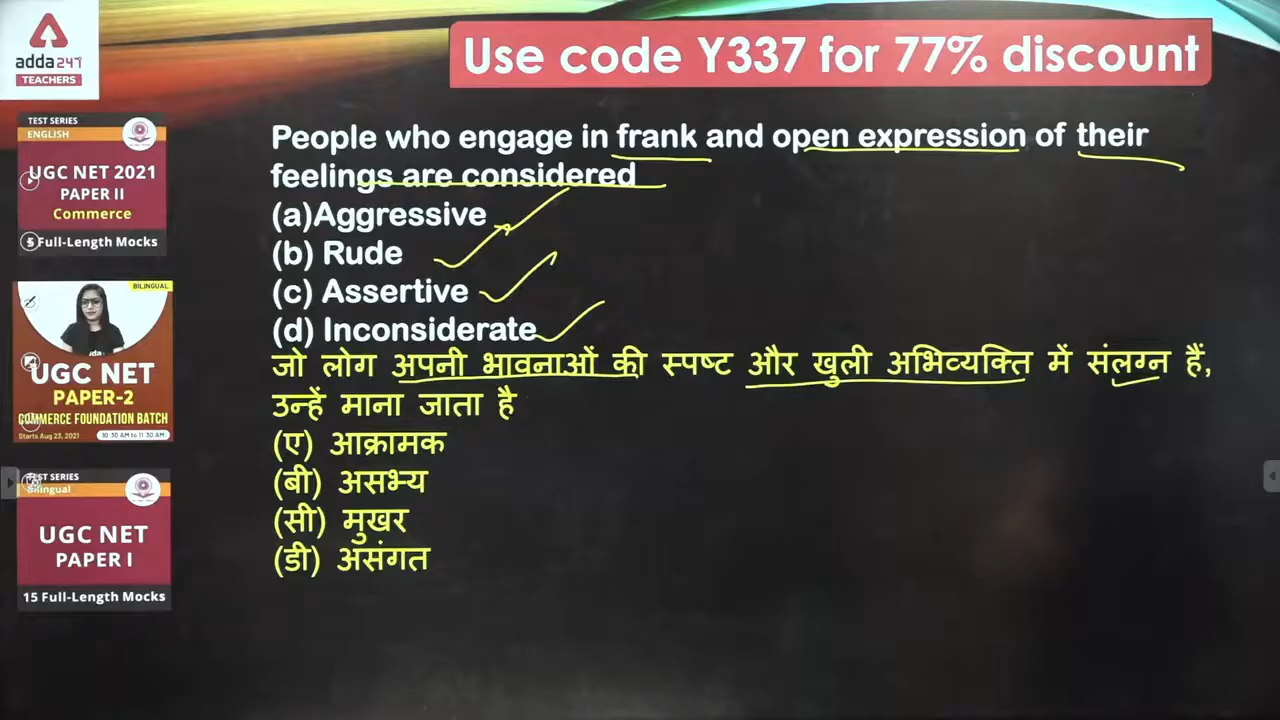 adda247
TEACHERS
Use code Y337 for 77% discount
TEST SERIES
ENGLISH
UGC NET 2021
PAPER II
Commerce
5 Full-Length Mocks
BILINGUAL
UGC NET
PAPER-2
COMMERCE FOUNDATION BATCH
Starts Aug 23, 2021
10:30 AM to 11:30 AM
TEST SERIES
Bilingual
UGC NET
PAPER I
15 Full-Length Mocks
People who engage in frank and open expression of their
feelings are considered
(a)Aggressive
(b) Rude
(c) Assertive
(d) Inconsiderate
जो लोग अपनी भावनाओं की स्पष्ट और खुली अभिव्यक्ति में संलग्न हैं,
उन्हें माना जाता है
(ए) आक्रामक
(बी) असभ्य
(सी) मुखर
(डी) असंगत